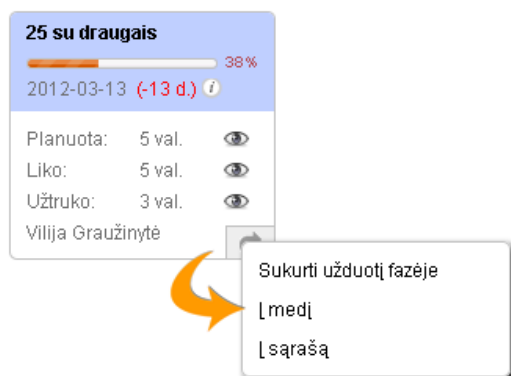 25 su draugais
38%
2012-03-13 (-13 d.) i
Planuota: 5 val.
Liko: 5 val.
Užtruko: 3 val.
Vilija Graužinytė
Sukurti užduotį fazėje
Į medį
Į sąrašą